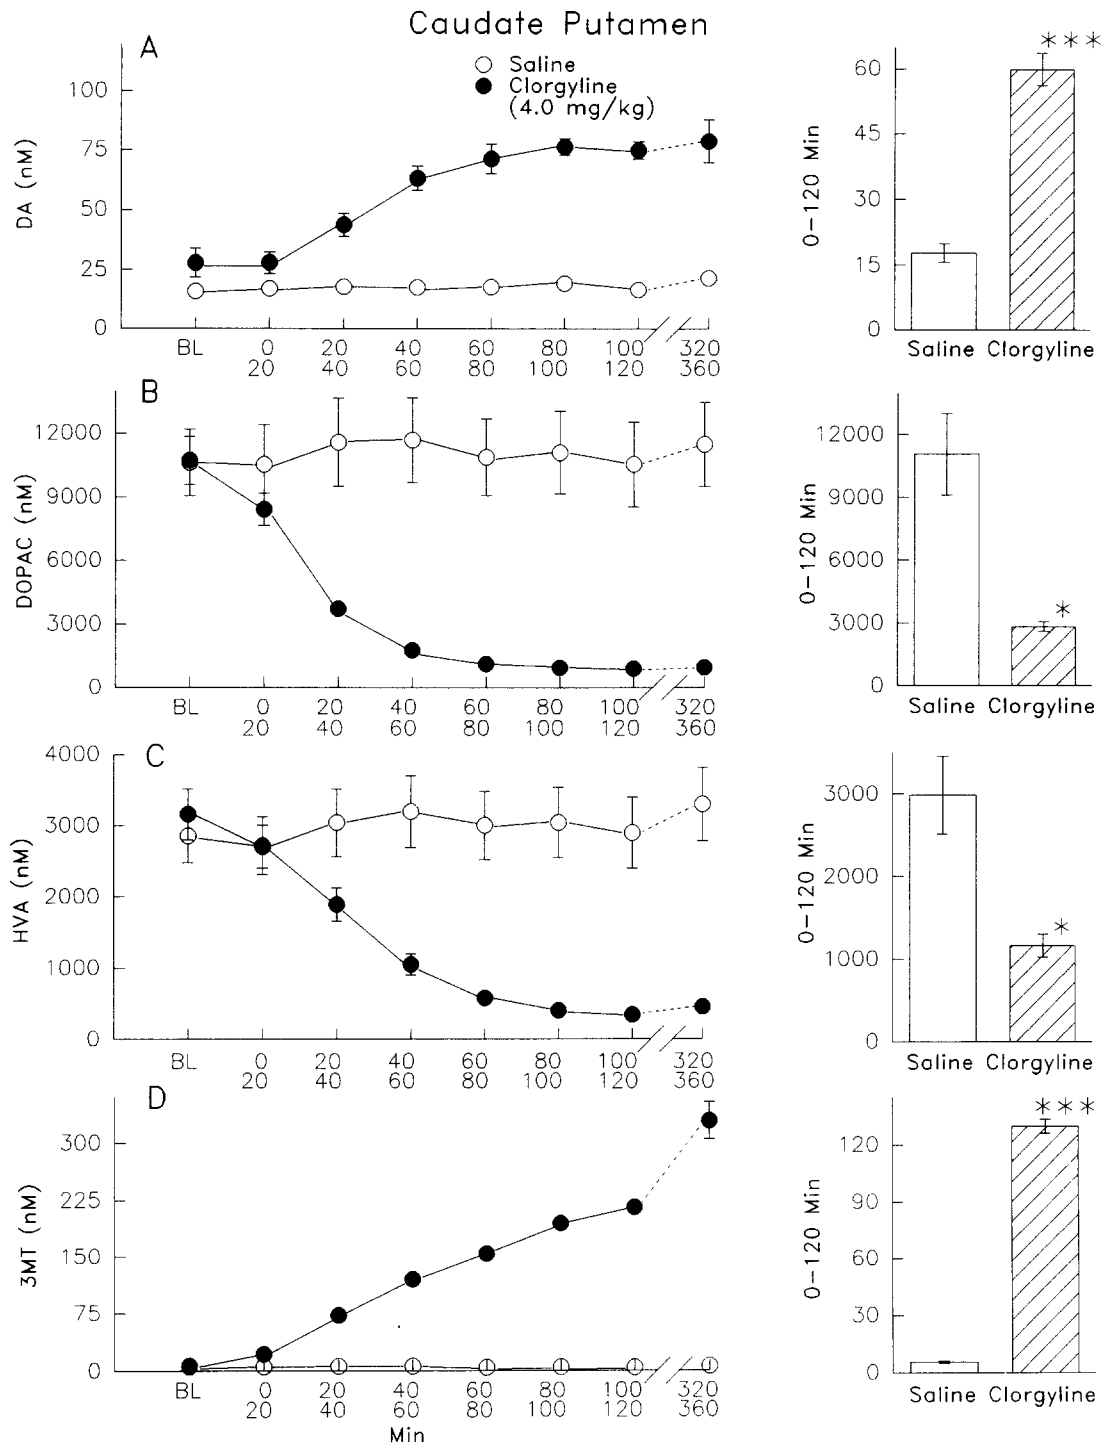 Caudate Putamen
A
Saline
Clorgyline
(4.0 mg/kg)
DA (nM)
100
75
50
25
0
BL 0 20 40 60 80 100 320
20 40 60 80 100 120 360
***
0-120 Min
60
45
30
15
0
Saline Clorgyline
B
DOPAC (nM)
12000
9000
6000
3000
0
BL 0 20 40 60 80 100 320
20 40 60 80 100 120 360
0-120 Min
12000
9000
6000
3000
0
*
Saline Clorgyline
C
HVA (nM)
4000
3000
2000
1000
0
BL 0 20 40 60 80 100 320
20 40 60 80 100 120 360
0-120 Min
3000
2000
1000
0
*
Saline Clorgyline
D
3MT (nM)
300
225
150
75
0
BL 0 20 40 60 80 100 320
20 40 60 80 100 120 360
Min
***
0-120 Min
120
90
60
30
0
Saline Clorgyline